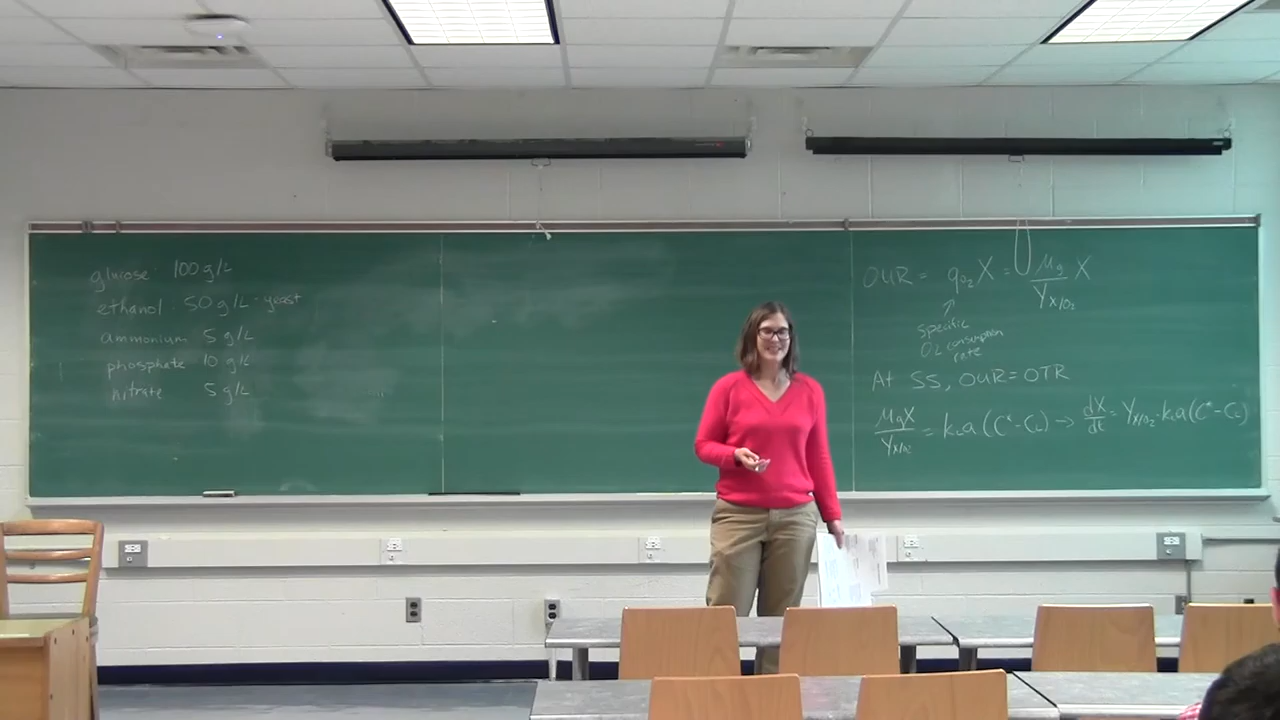 glucose 100 g/L
ethanol 50 g/L - yeast
ammonium 5 g/L
phosphate 10 g/L
nitrate 5 g/L
OUR = qO₂ X = μg/Yx/O₂ X
specific
O₂ consumption
rate
At SS, OUR = OTR
μgX/Yx/O₂ = kLa (C* - CL) → dX/dt = Yx/O₂ · kLa (C* - CL)